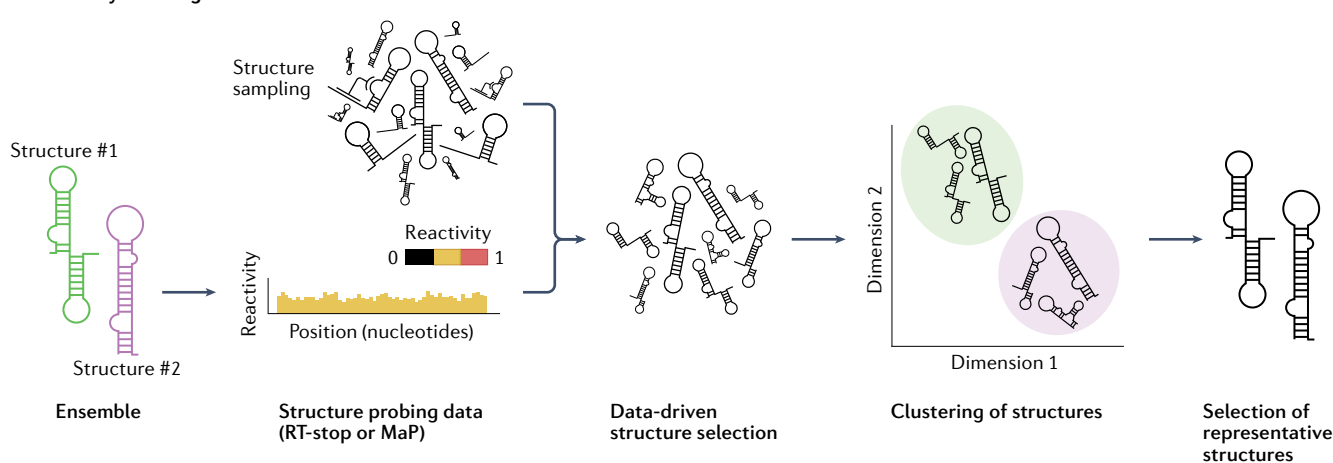 Structure
sampling
Structure #1
Structure #2
Reactivity
0
1
Reactivity
Position (nucleotides)
Dimension 2
Dimension 1
Ensemble
Structure probing data
(RT-stop or MaP)
Data-driven
structure selection
Clustering of structures
Selection of
representative
structures